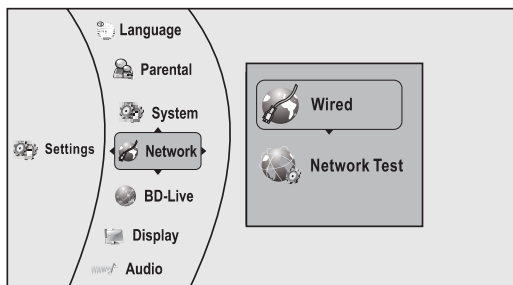 Settings
Language
Parental
System
Network
BD-Live
Display
Audio
Wired
Network Test